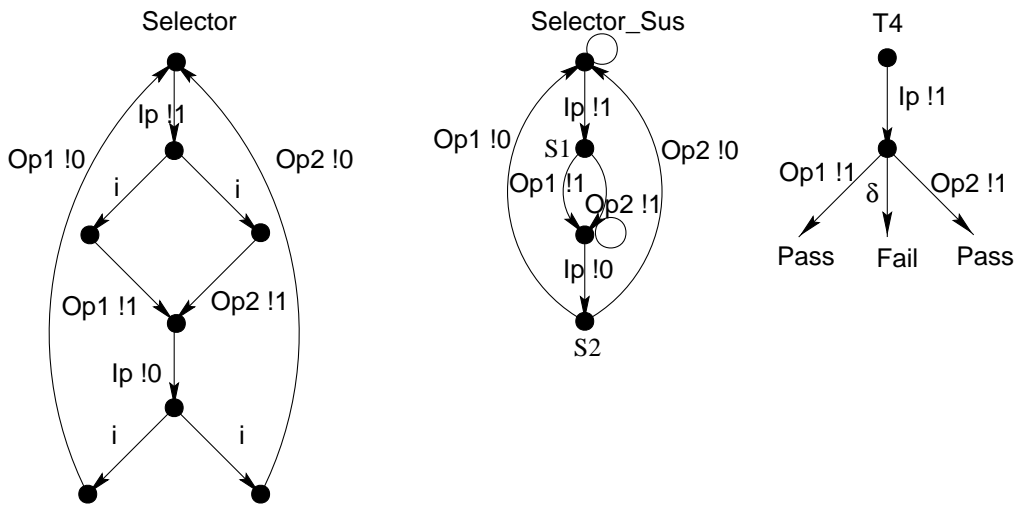 Selector
Ip !1
Op1 !0
Op2 !0
i
i
Op1 !1
Op2 !1
Ip !0
i
i
Selector_Sus
Ip !1
Op1 !0
Op2 !0
S1
Op1 !1
Op2 !1
Ip !0
S2
T4
Ip !1
Op1 !1
δ
Op2 !1
Pass
Fail
Pass